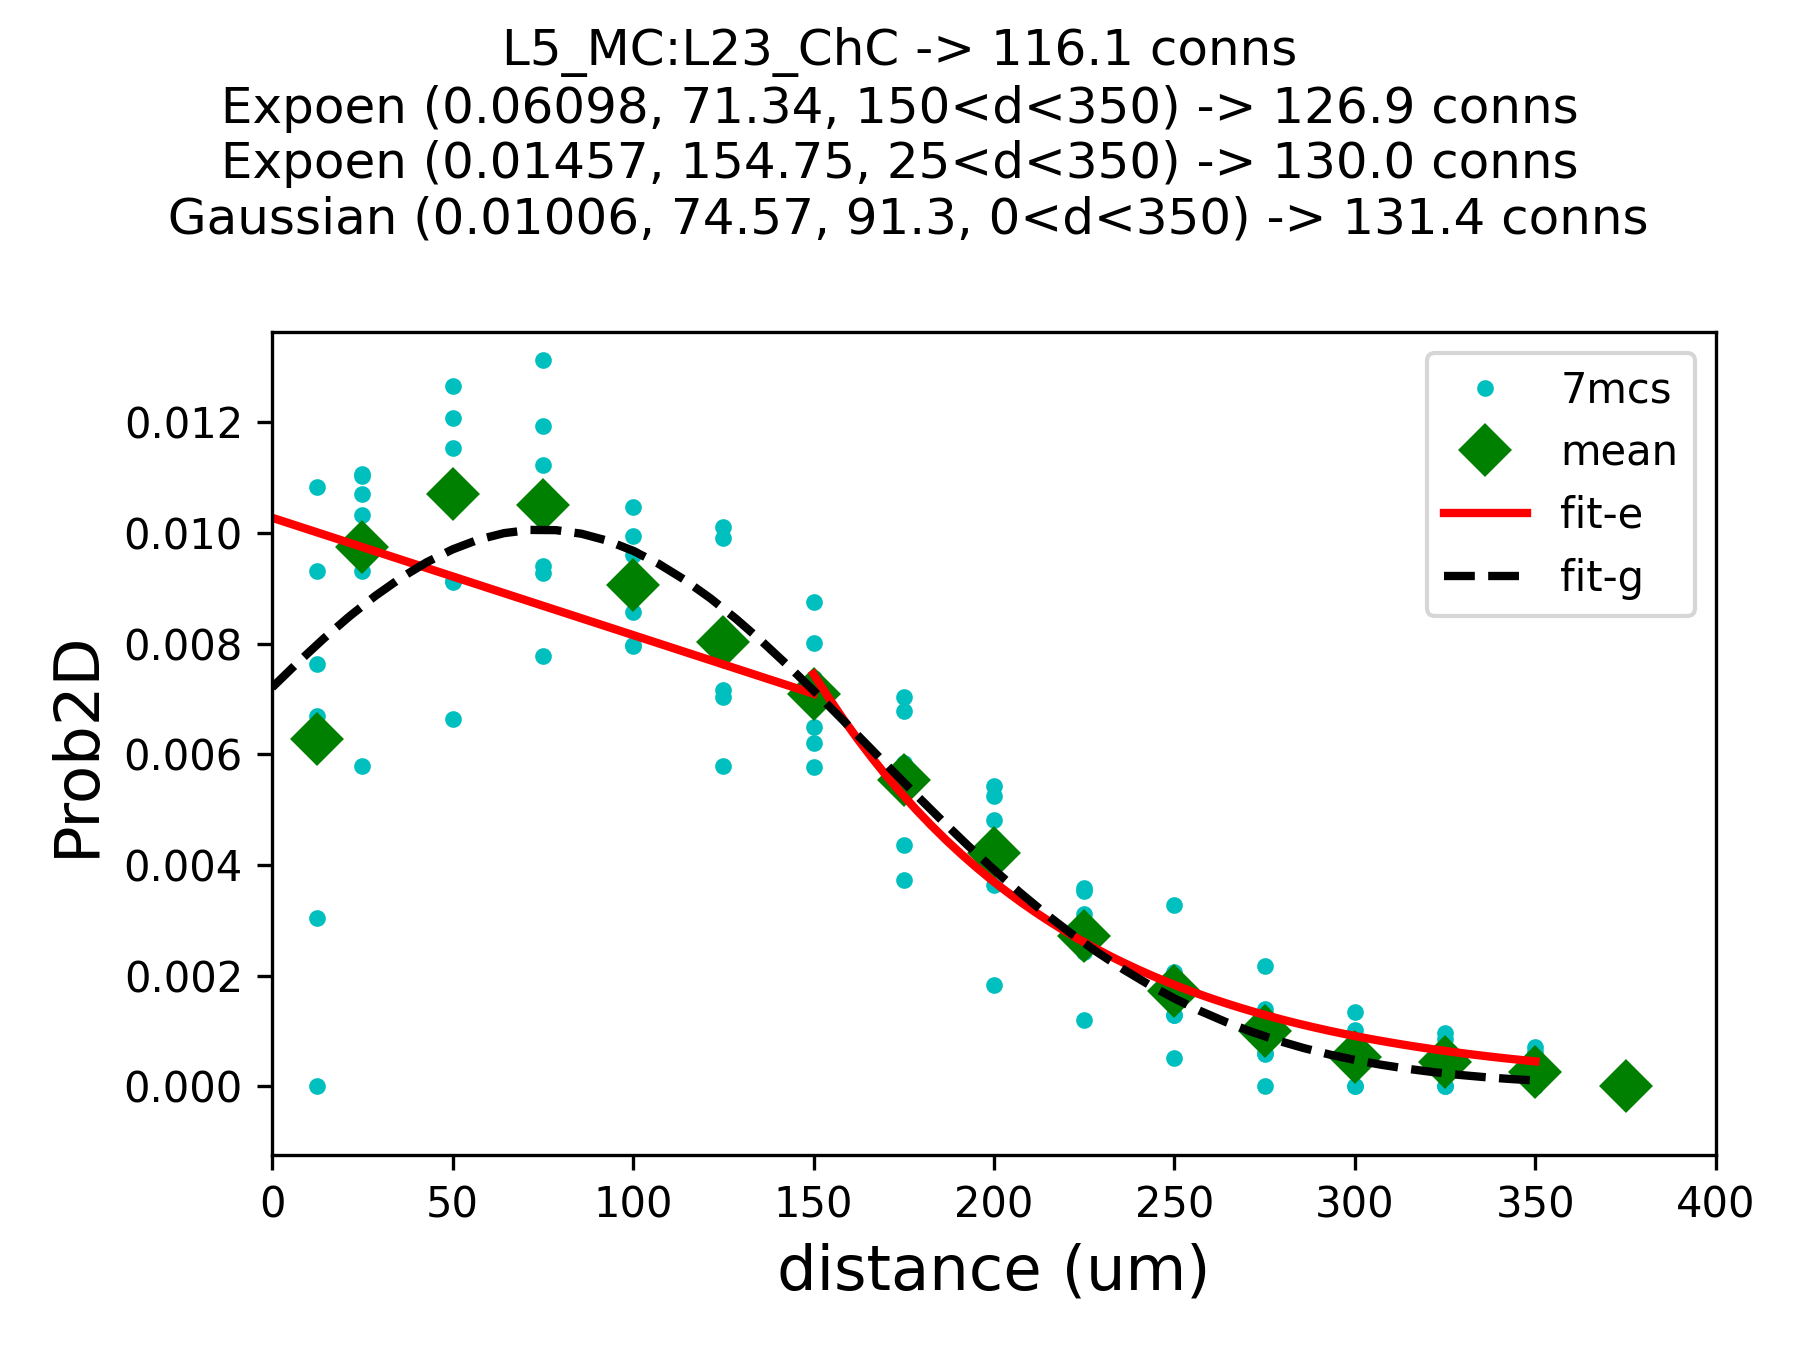 L5_MC:L23_ChC -> 116.1 conns
Expoen (0.06098, 71.34, 150<d<350) -> 126.9 conns
Expoen (0.01457, 154.75, 25<d<350) -> 130.0 conns
Gaussian (0.01006, 74.57, 91.3, 0<d<350) -> 131.4 conns
7mcs
mean
fit-e
fit-g
Prob2D
0.012
0.010
0.008
0.006
0.004
0.002
0.000
0 50 100 150 200 250 300 350 400
distance (um)